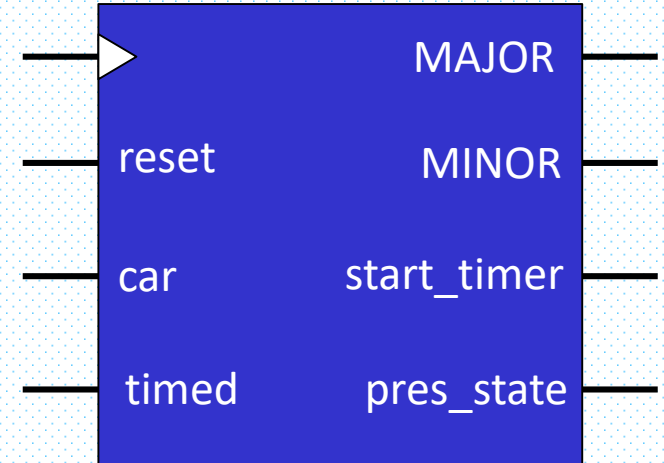 MAJOR
reset
MINOR
car
start_timer
timed
pres_state